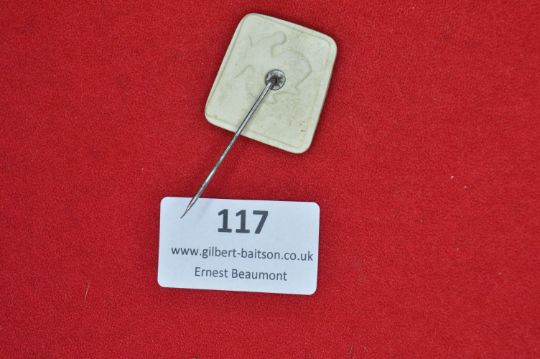 117
www.gilbert-baitson.co.uk
Ernest Beaumont